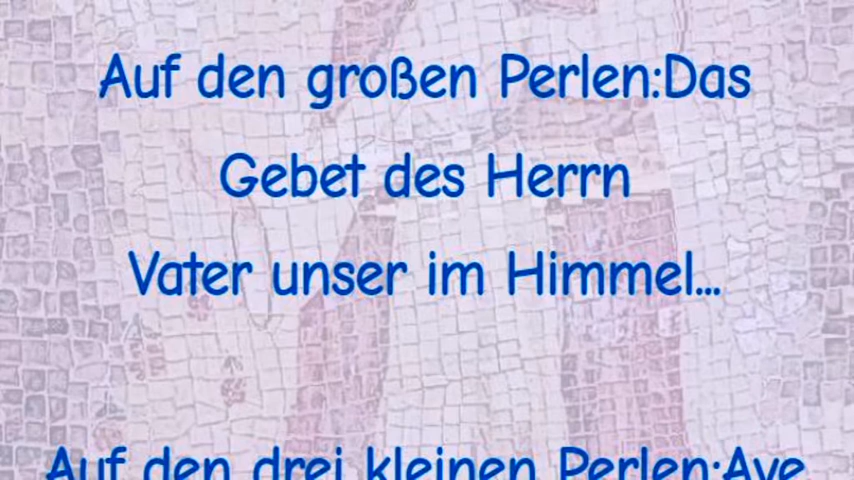 Auf den großen Perlen:Das
Gebet des Herrn
Vater unser im Himmel...
Auf den drei kleinen Perlen:Ave